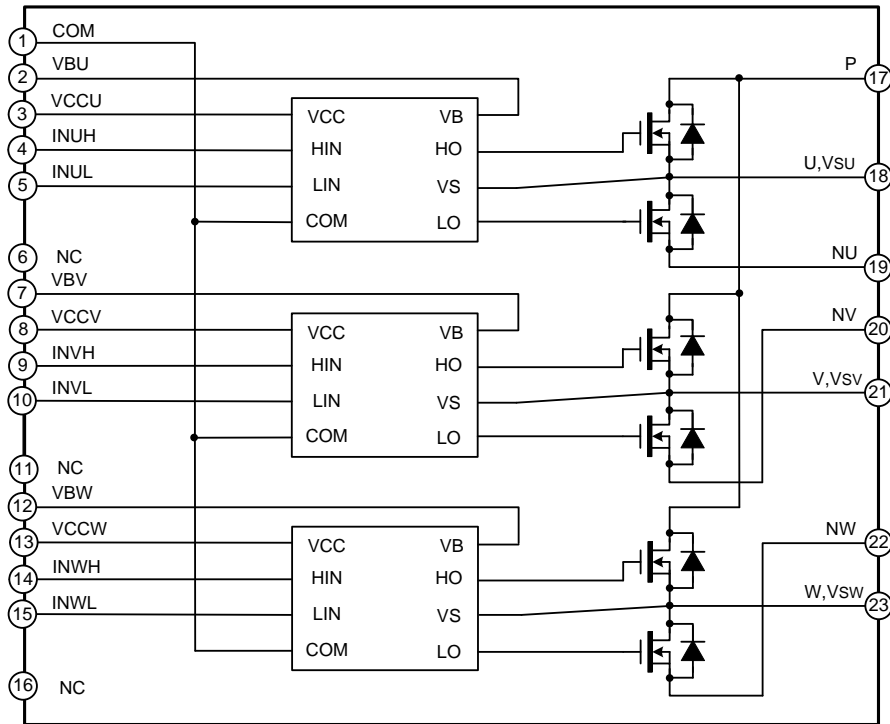 1 COM
2 VBU
3 VCCU
4 INUH
5 INUL
6 NC
7 VBV
8 VCCV
9 INVH
10 INVL
11 NC
12 VBW
13 VCCW
14 INWH
15 INWL
16 NC
VCC VB
HIN HO
LIN VS
COM LO
VCC VB
HIN HO
LIN VS
COM LO
VCC VB
HIN HO
LIN VS
COM LO
P 17
U,VSU 18
NU 19
NV 20
V,VSV 21
NW 22
W,VSW 23